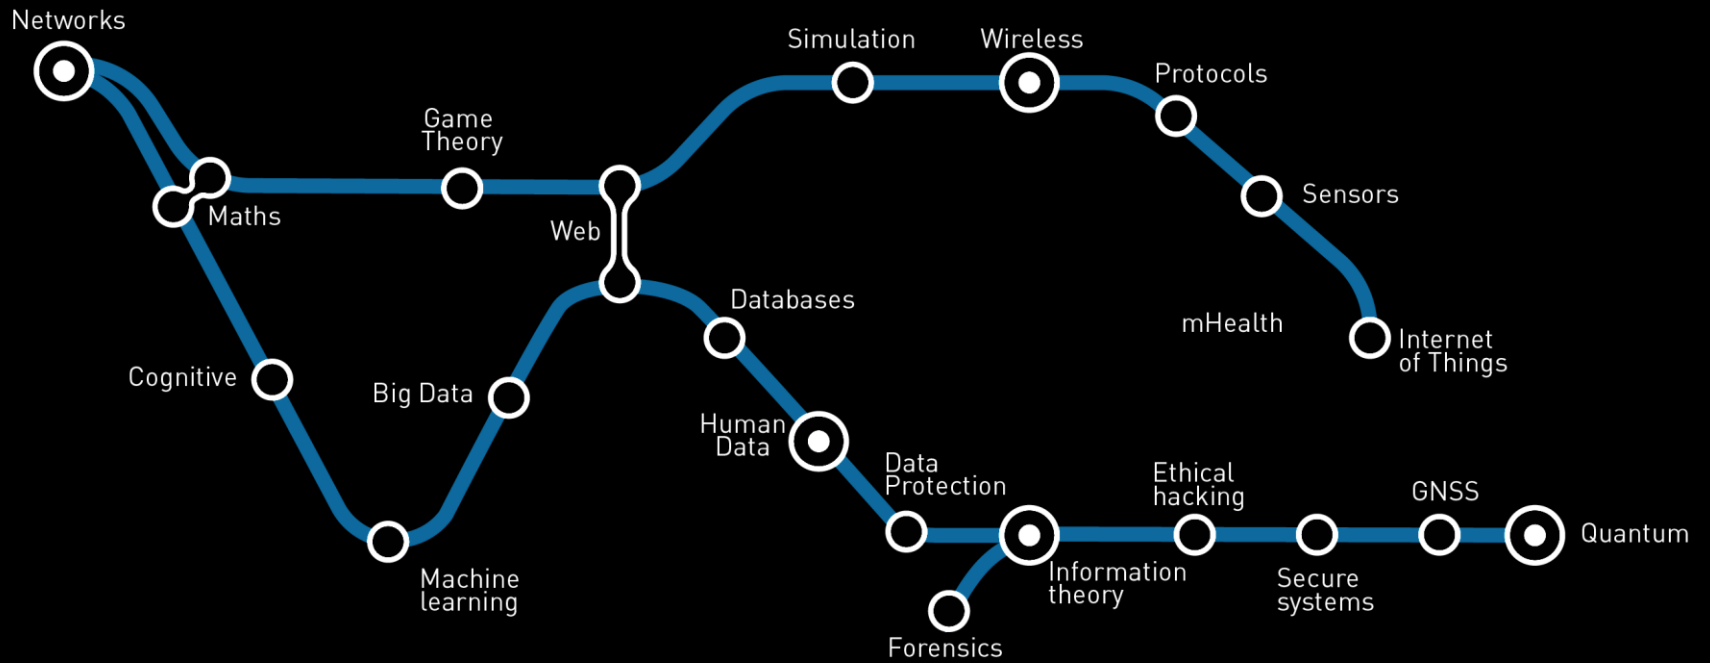 Networks
Simulation
Wireless
Protocols
Game
Theory
Sensors
Maths
Web
Databases
mHealth
Internet
of Things
Cognitive
Big Data
Human
Data
Data
Protection
Ethical
hacking
GNSS
Quantum
Machine
learning
Information
theory
Secure
systems
Forensics